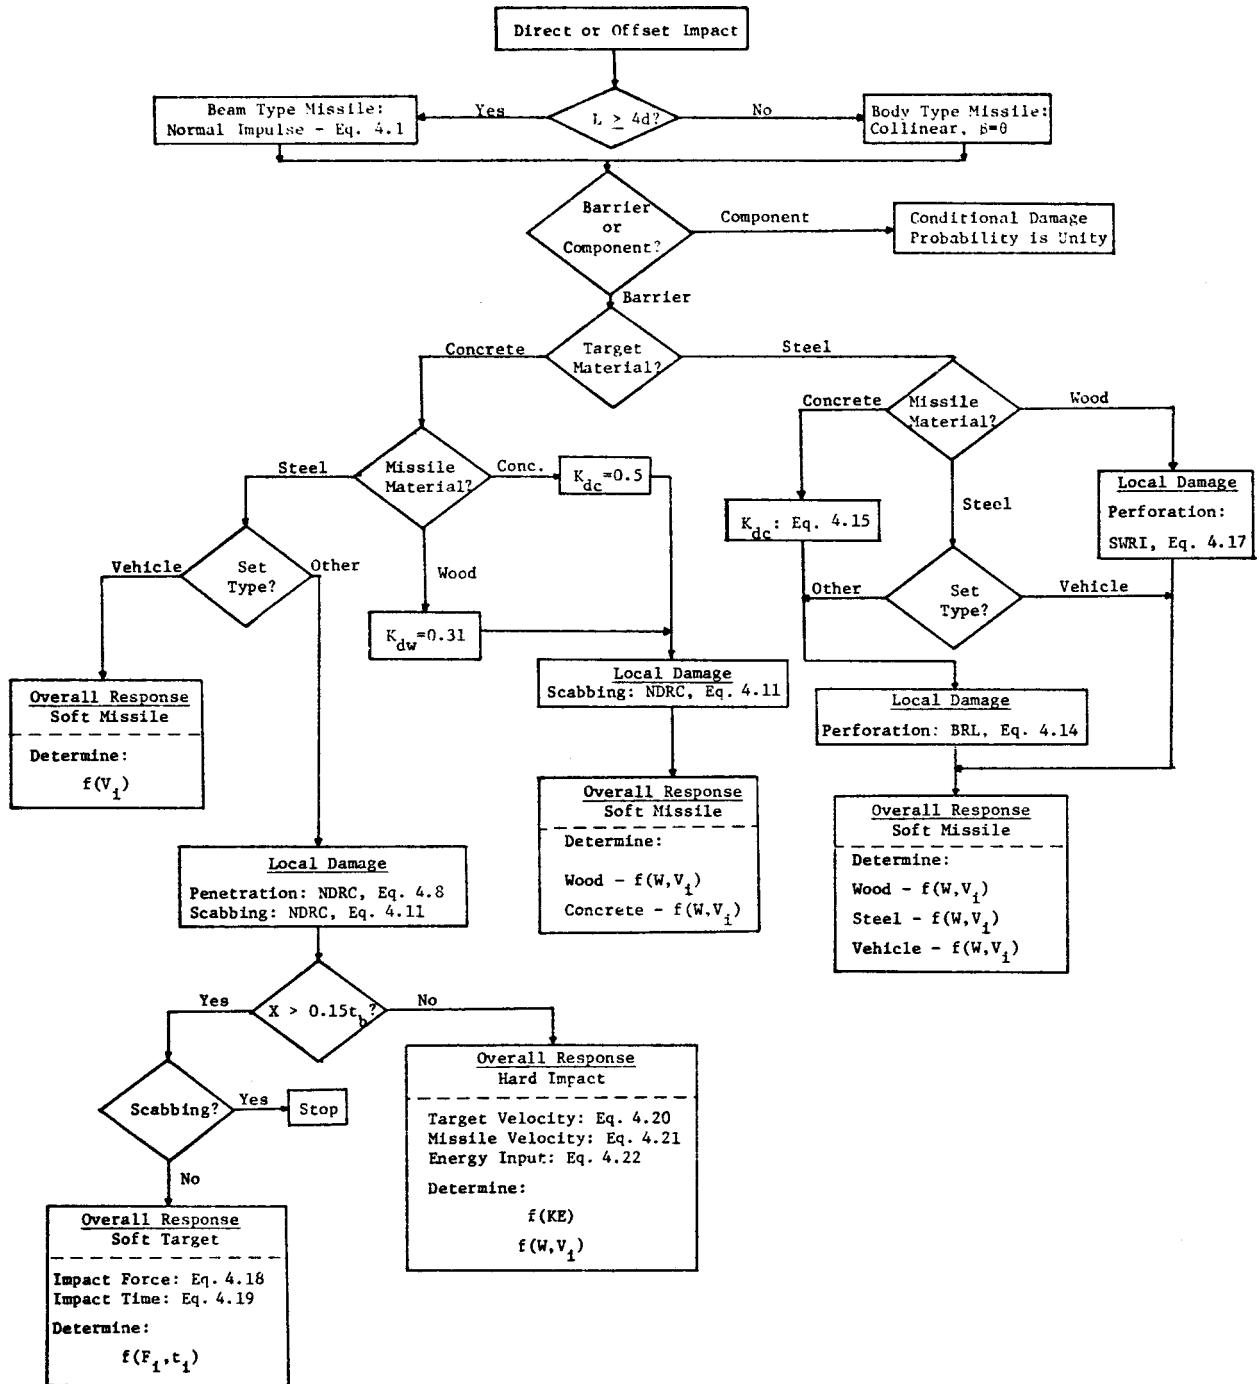 Direct or Offset Impact
L ≥ 4d?
Yes
No
Beam Type Missile:
Normal Impulse - Eq. 4.1
Body Type Missile:
Collinear, β=θ
Barrier
or
Component?
Component
Conditional Damage
Probability is Unity
Barrier
Target
Material?
Concrete
Steel
Missile
Material?
Steel
Conc.
K_dc=0.5
Wood
K_dw=0.31
Set
Type?
Vehicle
Other
Missile
Material?
Concrete
Wood
Steel
K_dc: Eq. 4.15
Local Damage
Perforation:
SWRI, Eq. 4.17
Set
Type?
Other
Vehicle
Overall Response
Soft Missile
Determine:
f(V_i)
Local Damage
Scabbing: NDRC, Eq. 4.11
Local Damage
Perforation: BRL, Eq. 4.14
Overall Response
Soft Missile
Determine:
Wood - f(W,V_i)
Concrete - f(W,V_i)
Overall Response
Soft Missile
Determine:
Wood - f(W,V_i)
Steel - f(W,V_i)
Vehicle - f(W,V_i)
Local Damage
Penetration: NDRC, Eq. 4.8
Scabbing: NDRC, Eq. 4.11
X > 0.15t_b?
Yes
No
Scabbing?
Yes
Stop
No
Overall Response
Hard Impact
Target Velocity: Eq. 4.20
Missile Velocity: Eq. 4.21
Energy Input: Eq. 4.22
Determine:
f(KE)
f(W,V_i)
Overall Response
Soft Target
Impact Force: Eq. 4.18
Impact Time: Eq. 4.19
Determine:
f(F_i,t_i)